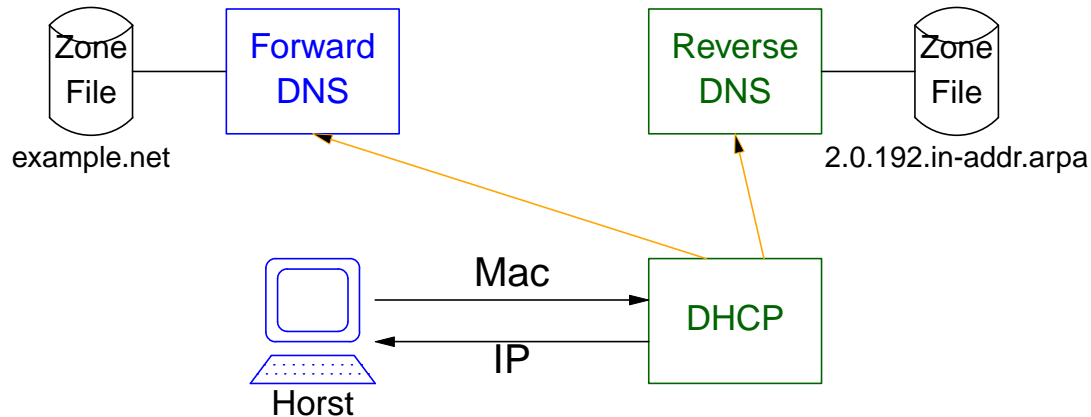 Zone
File
Forward
DNS
Reverse
DNS
Zone
File
example.net
2.0.192.in-addr.arpa
Mac
DHCP
IP
Horst